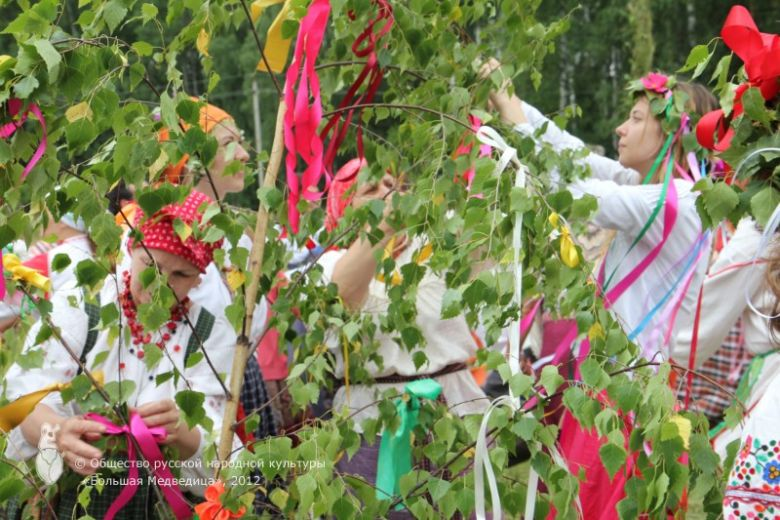 © Общество русской народной культуры
«Большая Медведица», 2012